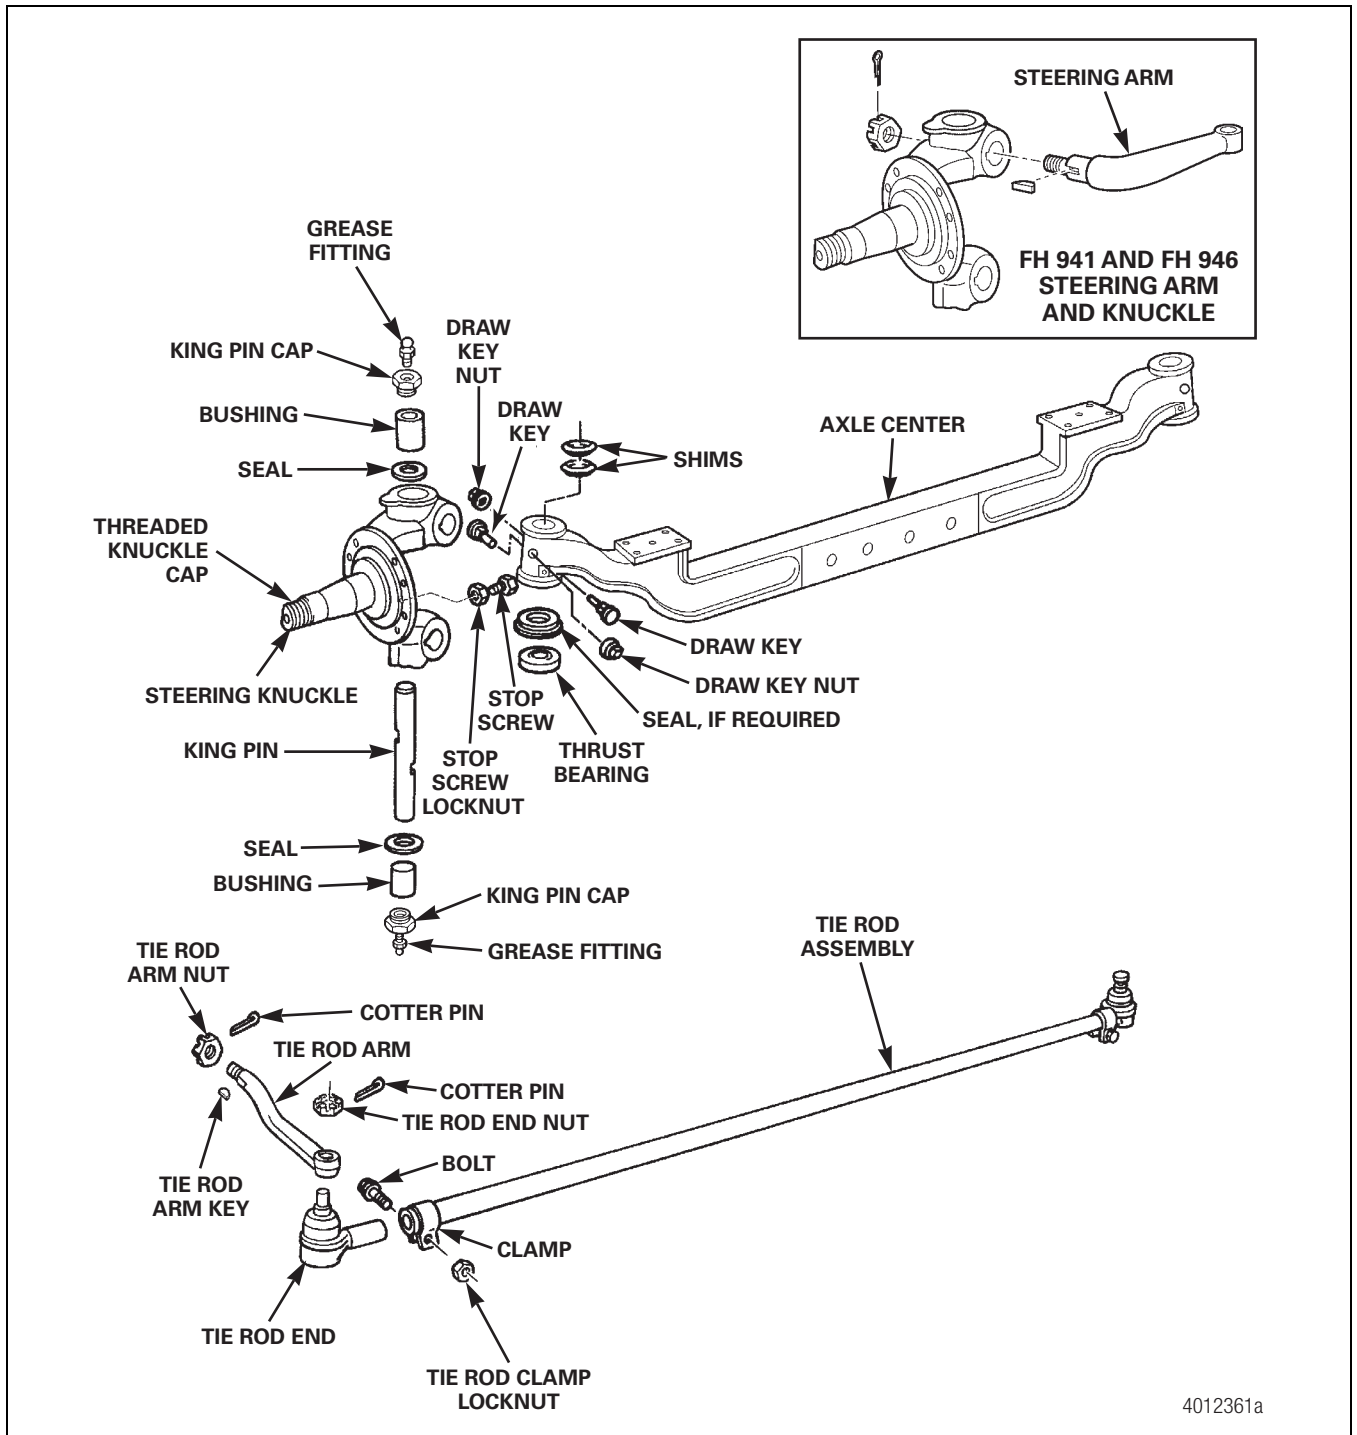 STEERING ARM
FH 941 AND FH 946
STEERING ARM
AND KNUCKLE
GREASE
FITTING
KING PIN CAP
BUSHING
SEAL
THREADED
KNUCKLE
CAP
STEERING KNUCKLE
KING PIN
SEAL
BUSHING
KING PIN CAP
GREASE FITTING
DRAW
KEY
NUT
DRAW
KEY
SHIMS
AXLE CENTER
DRAW KEY
DRAW KEY NUT
SEAL, IF REQUIRED
THRUST
BEARING
STOP
SCREW
STOP
SCREW
LOCKNUT
TIE ROD
ARM NUT
COTTER PIN
TIE ROD ARM
COTTER PIN
TIE ROD END NUT
BOLT
TIE ROD
ARM KEY
CLAMP
TIE ROD END
TIE ROD CLAMP
LOCKNUT
TIE ROD
ASSEMBLY
4012361a